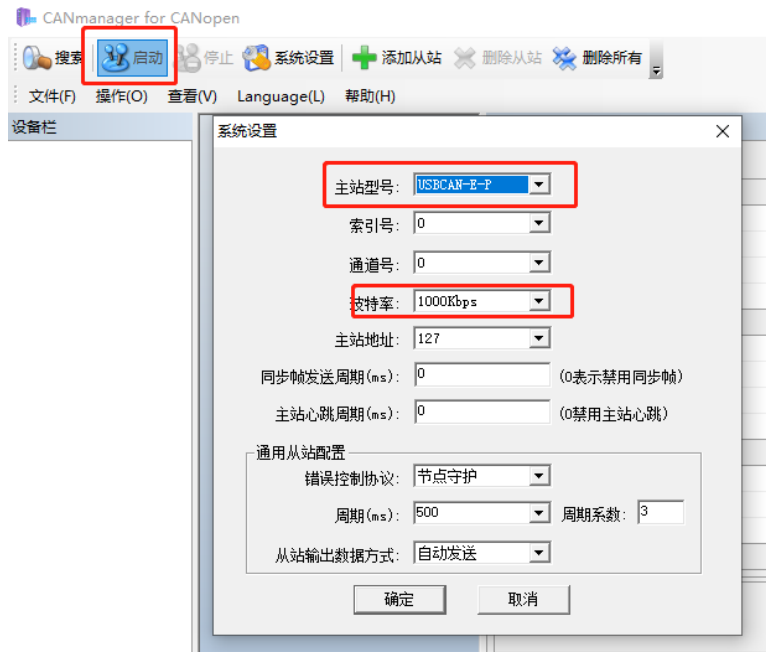 CANmanager for CANopen
搜索 启动 停止 系统设置 添加从站 删除从站 删除所有
文件(F) 操作(O) 查看(V) Language(L) 帮助(H)
设备栏
系统设置
主站型号: USBCAN-E-P
索引号: 0
通道号: 0
波特率: 1000Kbps
主站地址: 127
同步帧发送周期(ms): 0 (0表示禁用同步帧)
主站心跳周期(ms): 0 (0禁用主站心跳)
通用从站配置
错误控制协议: 节点守护
周期(ms): 500 周期系数: 3
从站输出数据方式: 自动发送
确定 取消